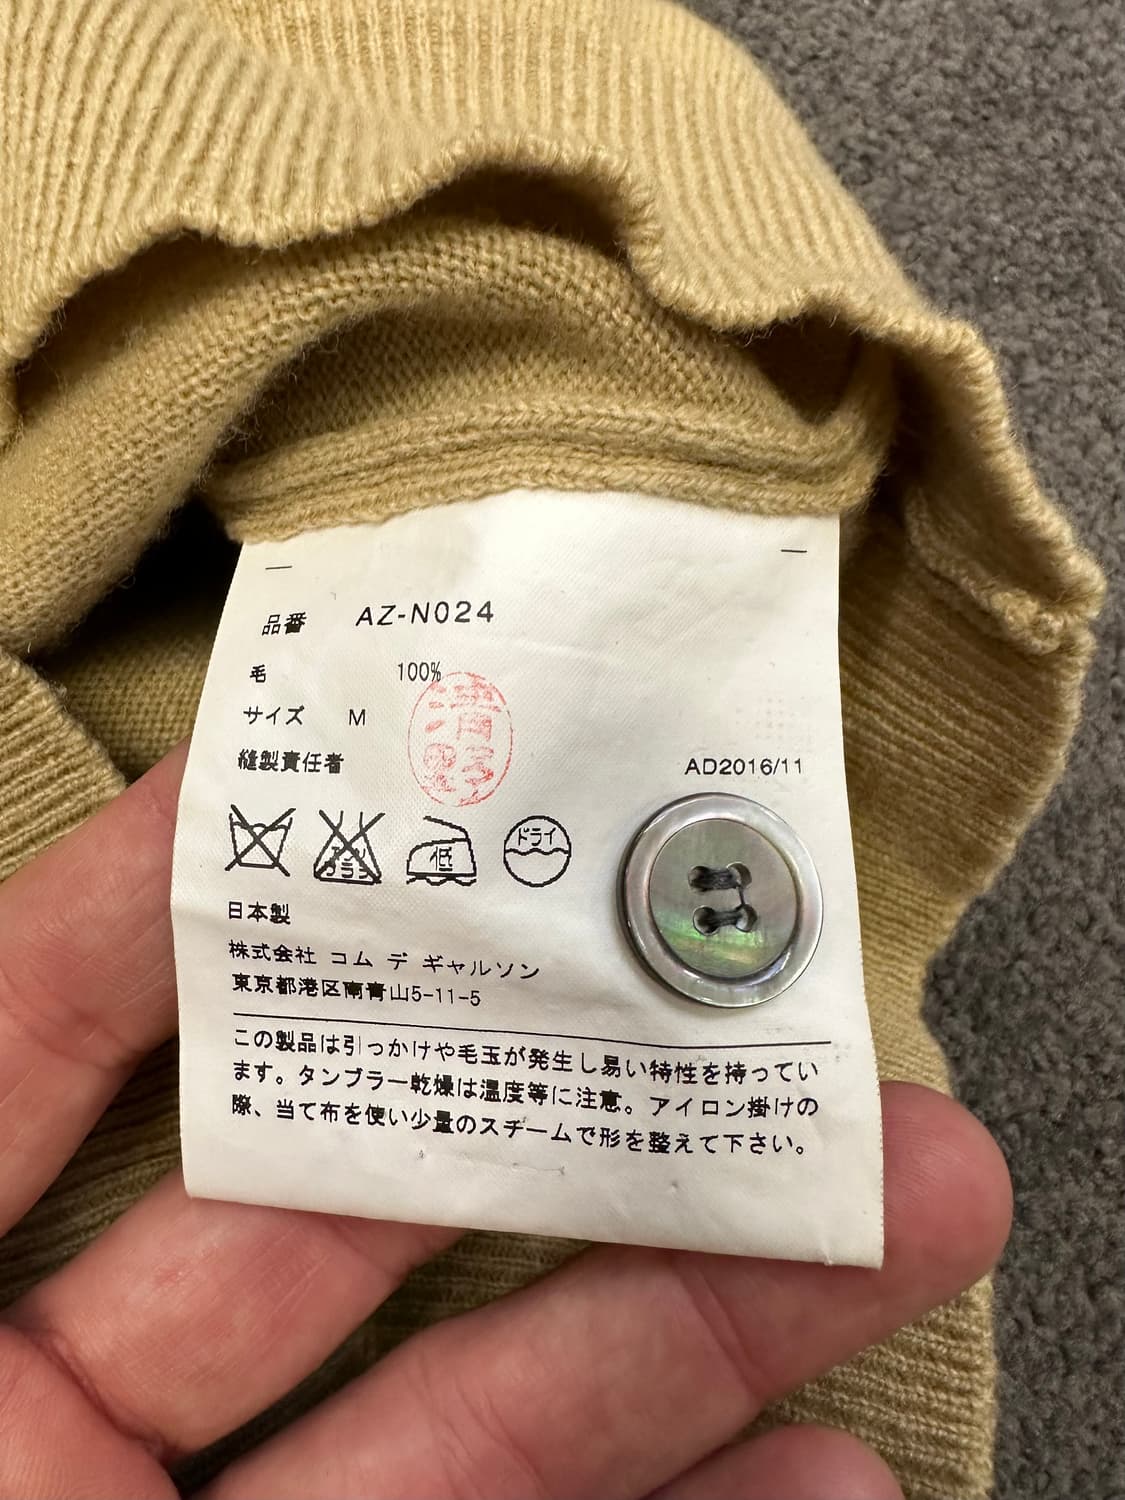 品番 AZ-N024
毛 100%
サイズ M
縫製責任者
AD2016/11
低 ドライ
日本製
株式会社 コム デ ギャルソン
東京都港区南青山5-11-5
この製品は引っかけや毛玉が発生し易い特性を持ってい
ます。タンブラー乾燥は温度等に注意。アイロン掛けの
際、当て布を使い少量のスチームで形を整えて下さい。